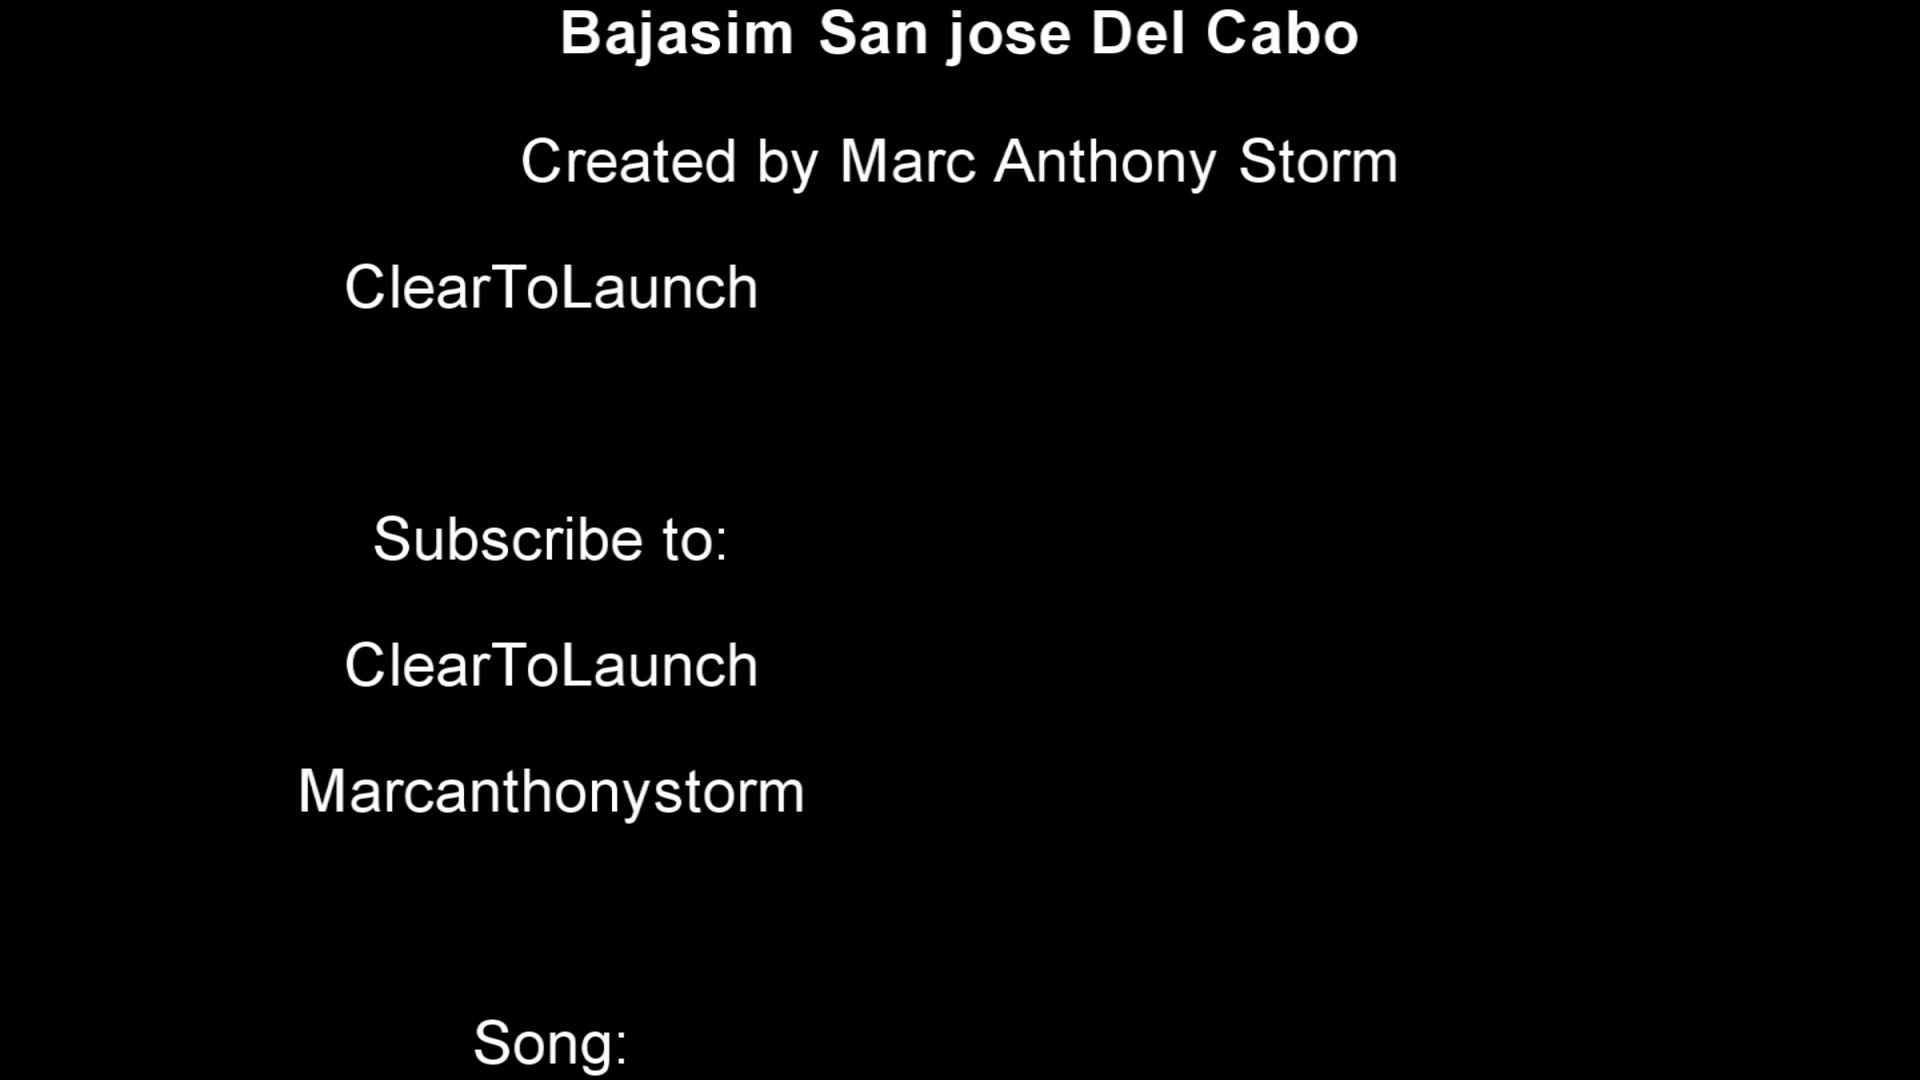 Bajasim San jose Del Cabo
Created by Marc Anthony Storm
ClearToLaunch
Subscribe to:
ClearToLaunch
Marcanthonystorm
Song: